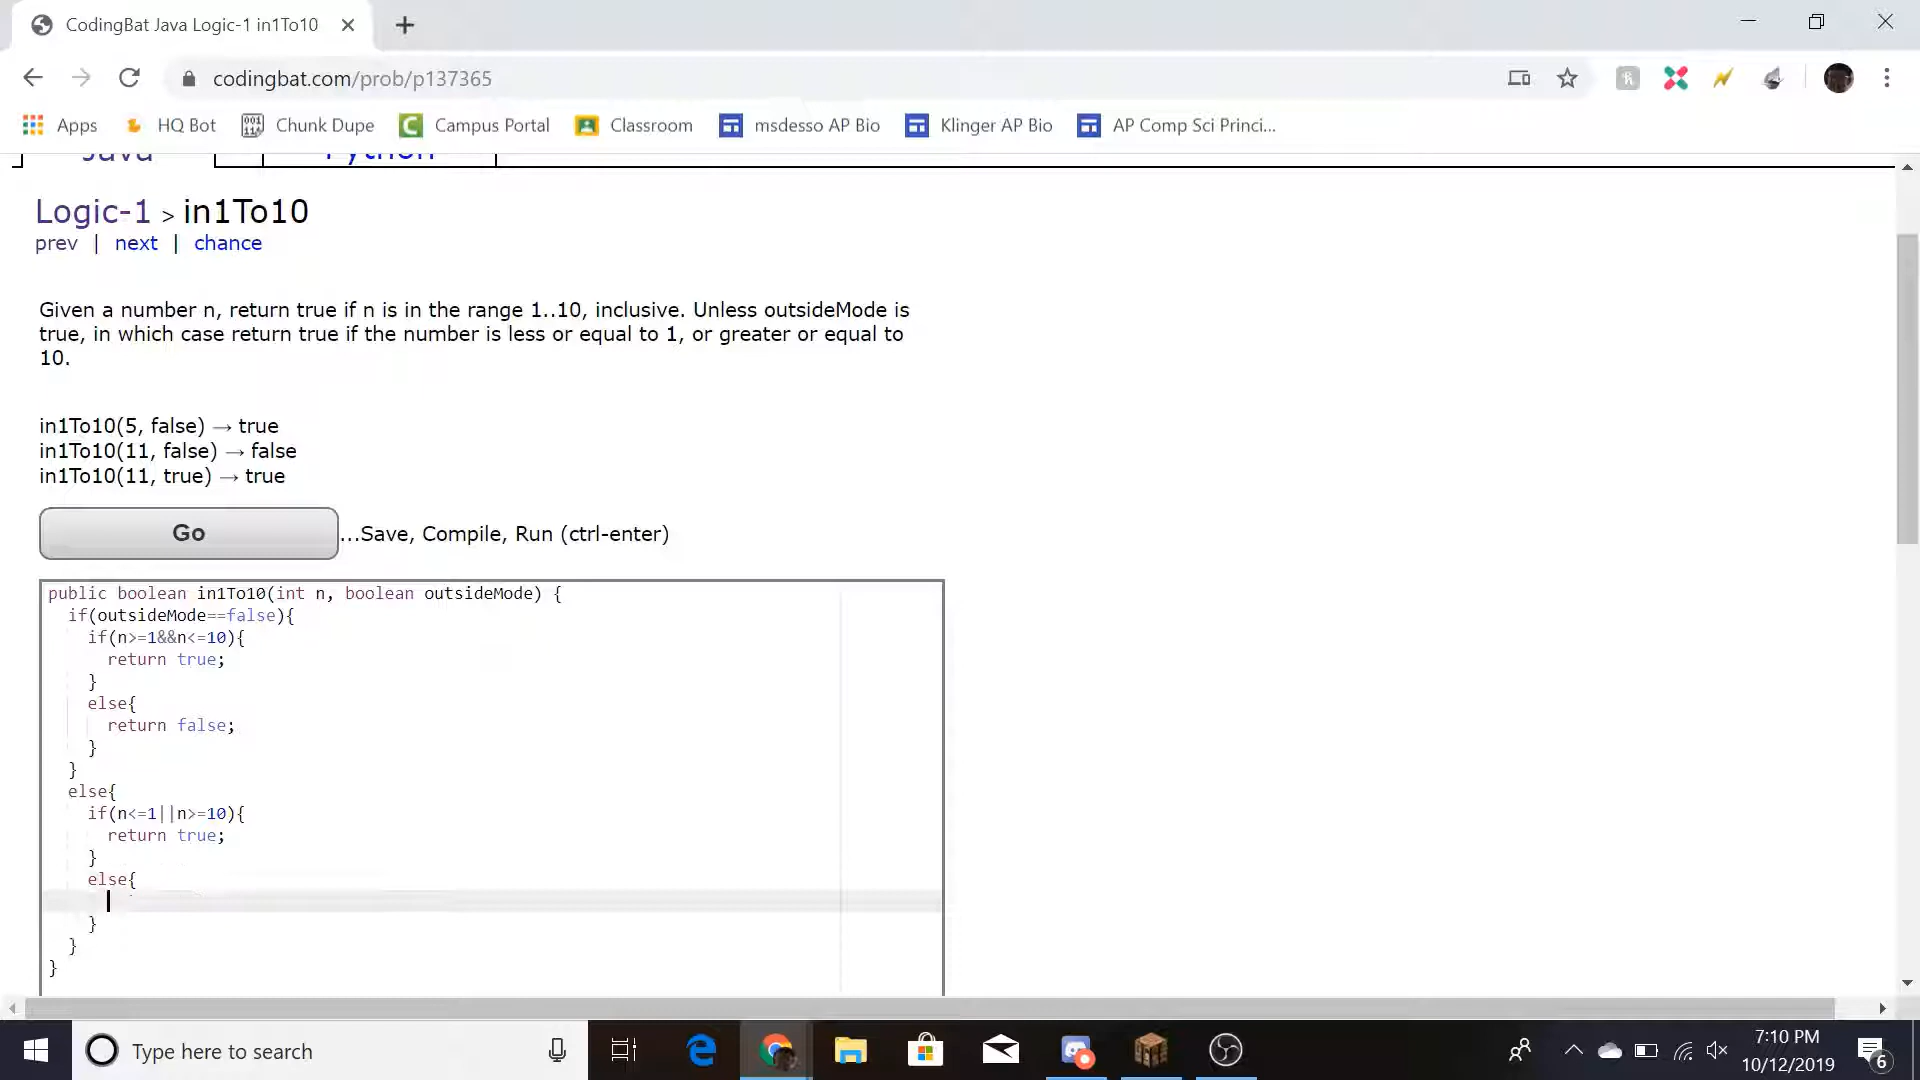 CodingBat Java Logic-1 in1To10
codingbat.com/prob/p137365
Apps HQ Bot Chunk Dupe Campus Portal Classroom msdesso AP Bio Klinger AP Bio AP Comp Sci Princi...
Java Python
Logic-1 > in1To10
prev | next | chance
Given a number n, return true if n is in the range 1..10, inclusive. Unless outsideMode is
true, in which case return true if the number is less or equal to 1, or greater or equal to
10.
in1To10(5, false) → true
in1To10(11, false) → false
in1To10(11, true) → true
Go ...Save, Compile, Run (ctrl-enter)
public boolean in1To10(int n, boolean outsideMode) {
if(outsideMode==false){
if(n>=1&&n<=10){
return true;
}
else{
return false;
}
}
else{
if(n<=1||n>=10){
return true;
}
else{
}
}
}
Type here to search
7:10 PM
10/12/2019
6